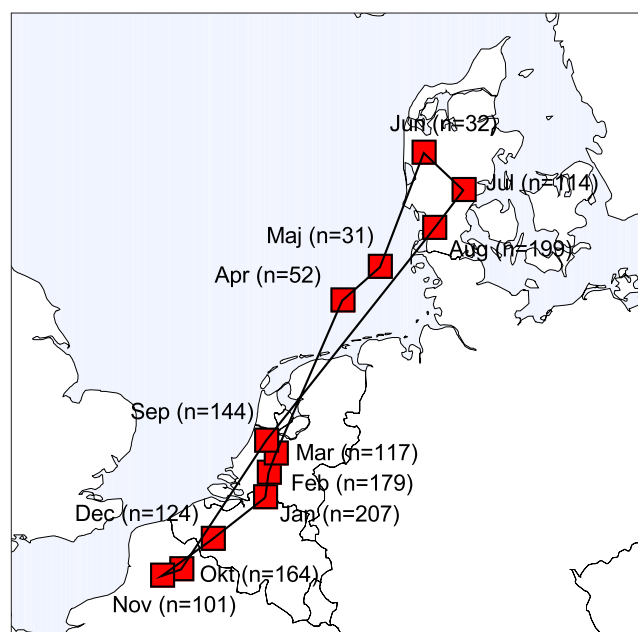 Jun (n=32)
Jul (n=114)
Maj (n=31)
Aug (n=199)
Apr (n=52)
Sep (n=144)
Mar (n=117)
Feb (n=179)
Dec (n=124)
Jan (n=207)
Okt (n=164)
Nov (n=101)